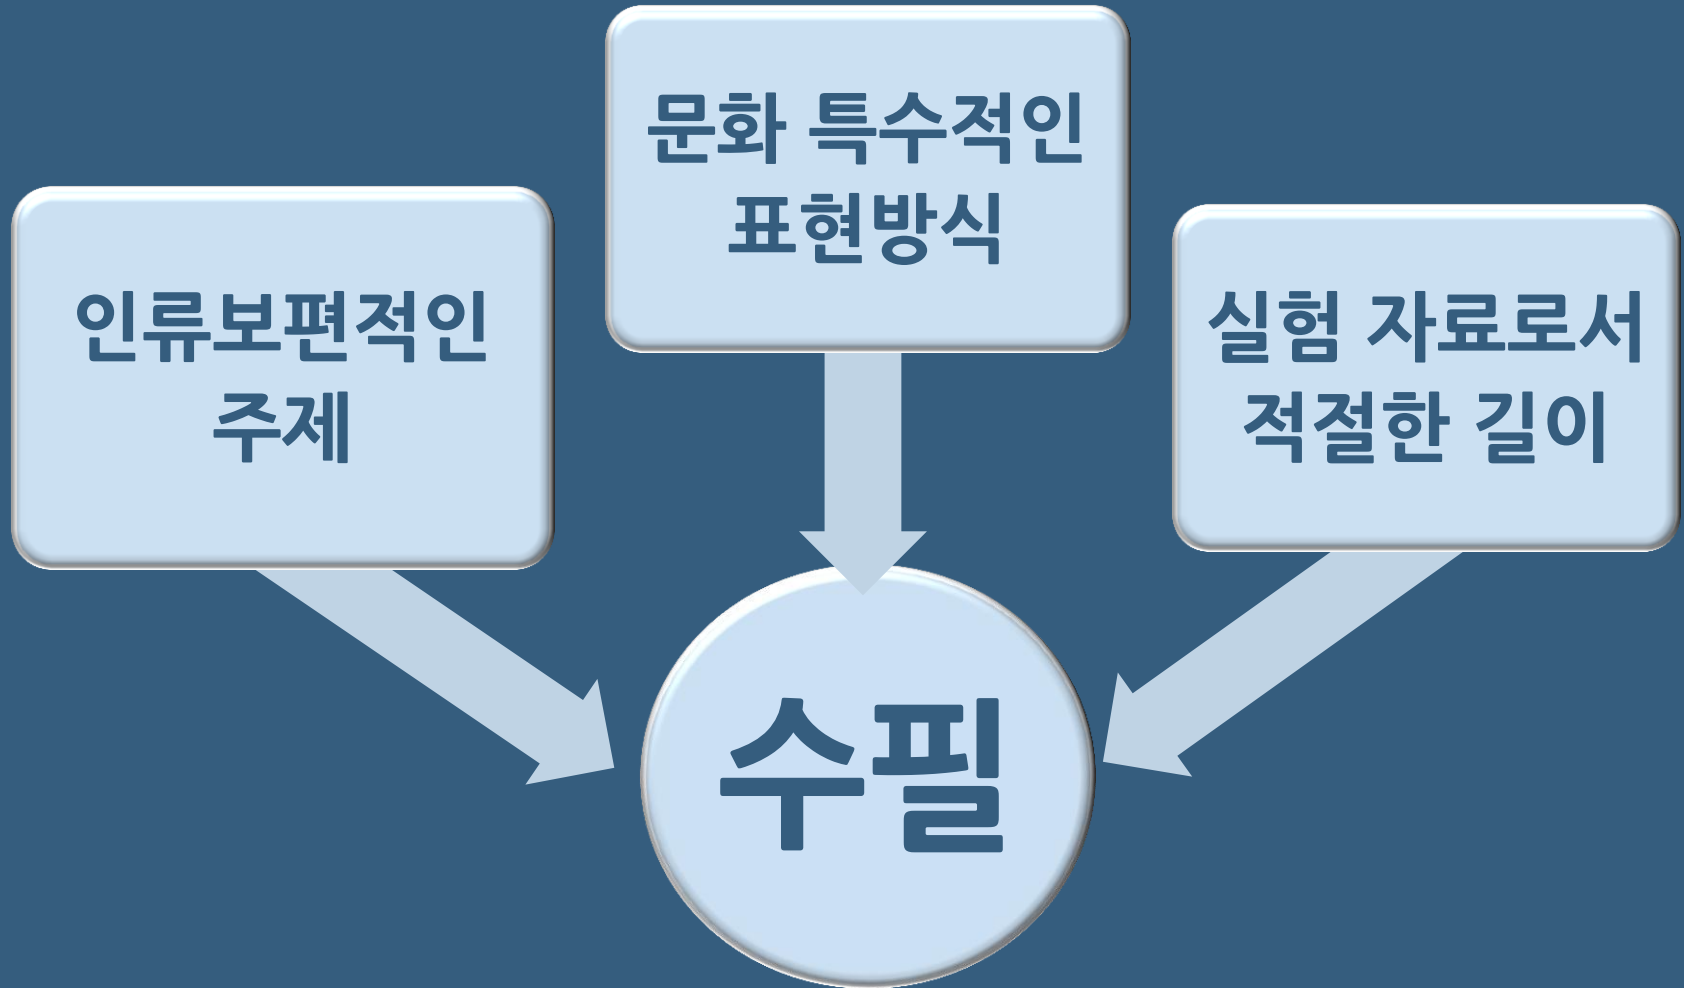 인류보편적인
주제
문화 특수적인
표현방식
실험 자료로서
적절한 길이
수필